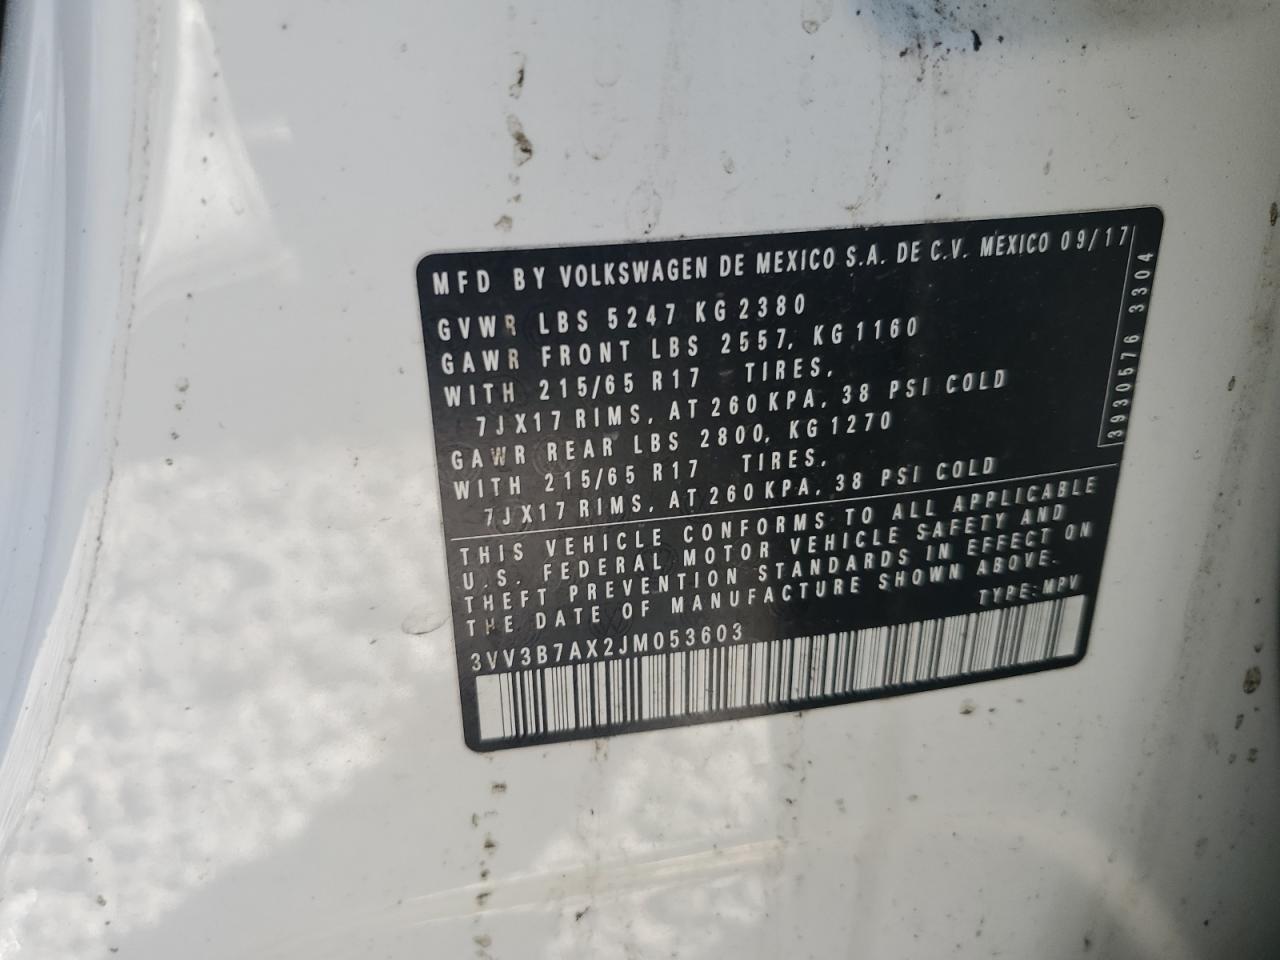 MFD BY VOLKSWAGEN DE MEXICO S.A. DE C.V. MEXICO 09/17
GVWR LBS 5247 KG 2380
GAWR FRONT LBS 2557, KG 1160
WITH 215/65 R17 TIRES,
7JX17 RIMS, AT 260 KPA, 38 PSI COLD
GAWR REAR LBS 2800, KG 1270
WITH 215/65 R17 TIRES,
7JX17 RIMS, AT 260 KPA, 38 PSI COLD
3930576 3304
THIS VEHICLE CONFORMS TO ALL APPLICABLE
U.S. FEDERAL MOTOR VEHICLE SAFETY AND
THEFT PREVENTION STANDARDS IN EFFECT ON
THE DATE OF MANUFACTURE SHOWN ABOVE.
3VV3B7AX2JM053603 TYPE: MPV